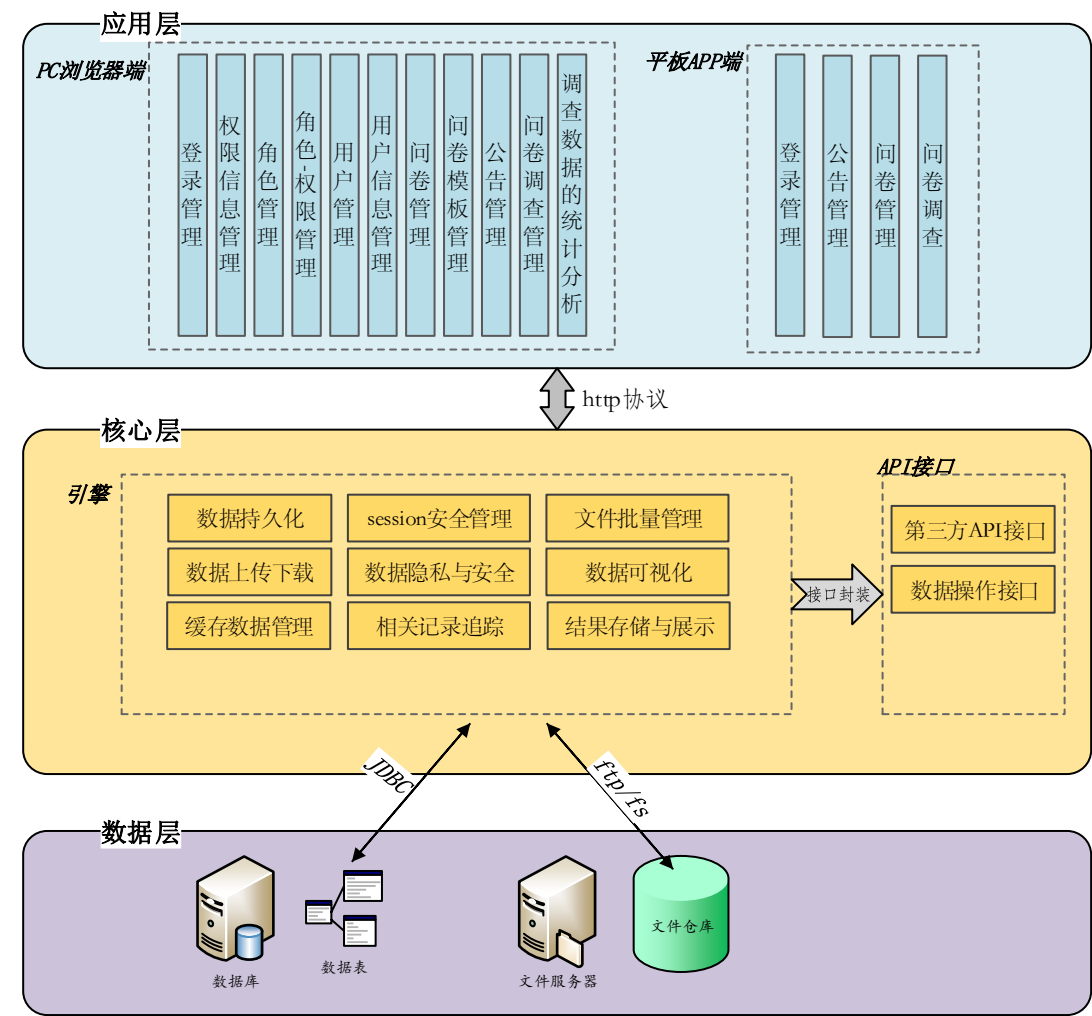 应用层
PC浏览器端
登录管理
权限信息管理
角色管理
角色-权限管理
用户管理
用户信息管理
问卷管理
问卷模板管理
公告管理
问卷调查管理
调查数据的统计分析
平板APP端
登录管理
公告管理
问卷管理
问卷调查
http协议
核心层
引擎
数据持久化
session安全管理
文件批量管理
数据上传下载
数据隐私与安全
数据可视化
缓存数据管理
相关记录追踪
结果存储与展示
接口封装
API接口
第三方API接口
数据操作接口
JDBC
ftp/fs
数据层
数据库
数据表
文件服务器
文件仓库